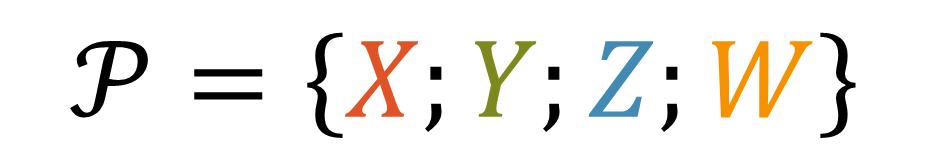 𝒫 = {X; Y; Z; W}